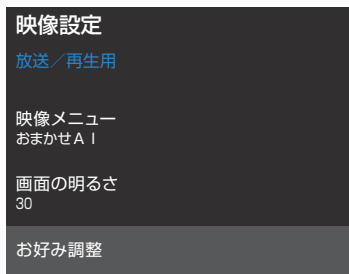 映像設定
放送／再生用
映像メニュー
おまかせＡＩ
画面の明るさ
30
お好み調整